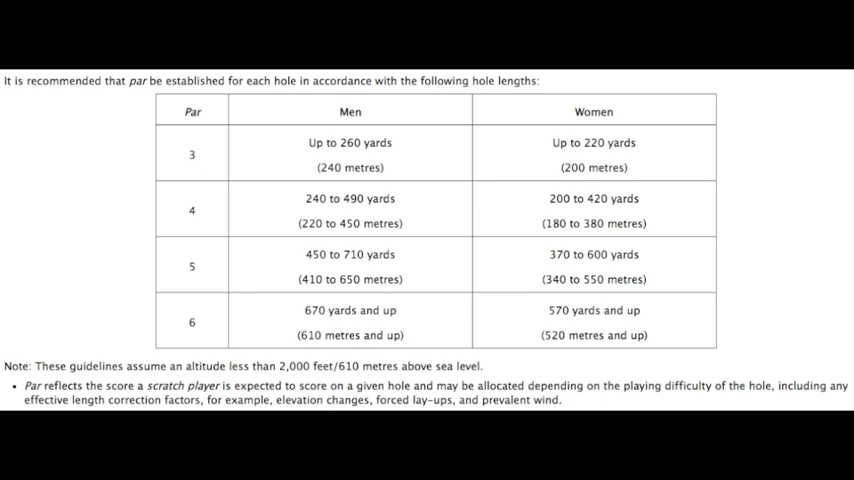 It is recommended that par be established for each hole in accordance with the following hole lengths:
Par Men Women
3
Up to 260 yards
(240 metres)
Up to 220 yards
(200 metres)
4
240 to 490 yards
(220 to 450 metres)
200 to 420 yards
(180 to 380 metres)
5
450 to 710 yards
(410 to 650 metres)
370 to 600 yards
(340 to 550 metres)
6
670 yards and up
(610 metres and up)
570 yards and up
(520 metres and up)
Note: These guidelines assume an altitude less than 2,000 feet/610 metres above sea level.
• Par reflects the score a scratch player is expected to score on a given hole and may be allocated depending on the playing difficulty of the hole, including any
effective length correction factors, for example, elevation changes, forced lay-ups, and prevalent wind.